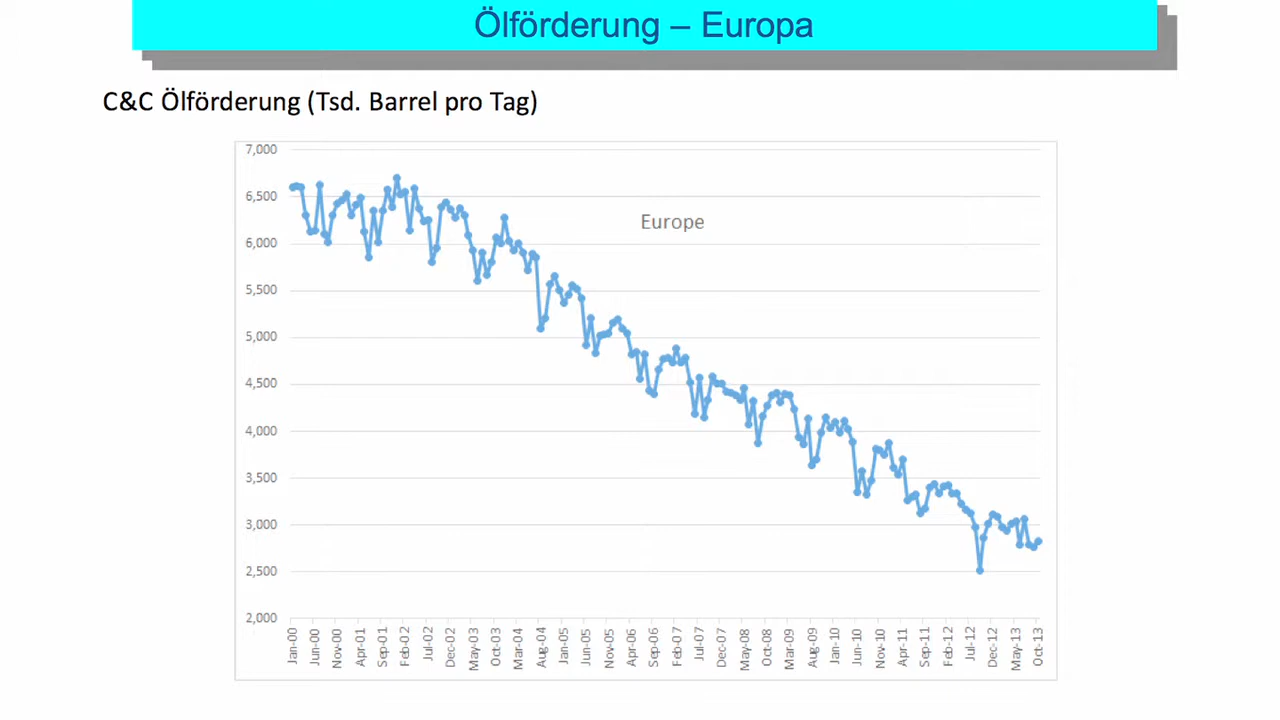 Ölförderung – Europa
C&C Ölförderung (Tsd. Barrel pro Tag)
Europe
7,000
6,500
6,000
5,500
5,000
4,500
4,000
3,500
3,000
2,500
2,000
Jan-00
Jun-00
Nov-00
Apr-01
Sep-01
Feb-02
Jul-02
Dec-02
May-03
Oct-03
Mar-04
Aug-04
Jan-05
Jun-05
Nov-05
Apr-06
Sep-06
Feb-07
Jul-07
Dec-07
May-08
Oct-08
Mar-09
Aug-09
Jan-10
Jun-10
Nov-10
Apr-11
Sep-11
Feb-12
Jul-12
Dec-12
May-13
Oct-13